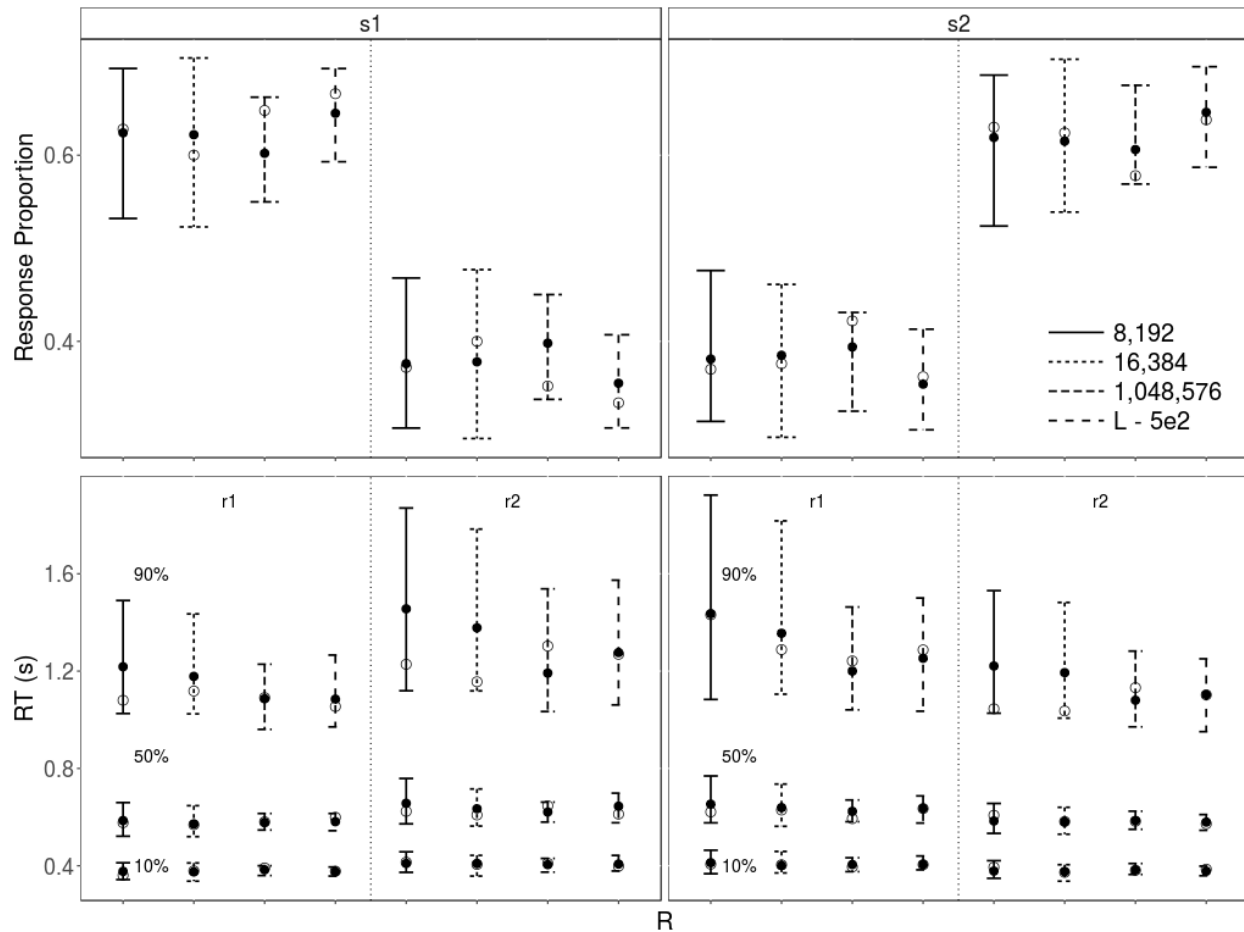 s1
s2
Response Proportion
0.6
0.4
8,192
16,384
1,048,576
L - 5e2
RT (s)
1.6
1.2
0.8
0.4
r1
r2
r1
r2
90%
90%
50%
50%
10%
10%
R